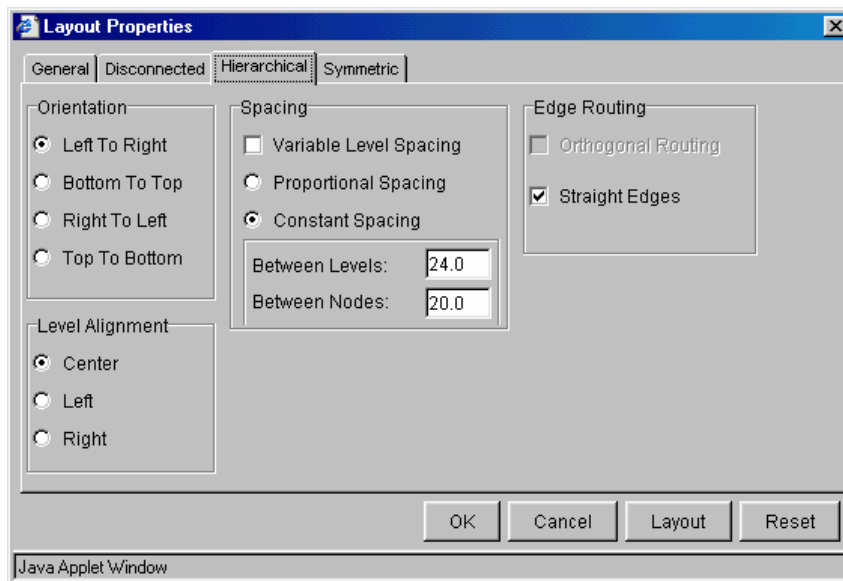 Layout Properties
General Disconnected Hierarchical Symmetric
Orientation
Left To Right
Bottom To Top
Right To Left
Top To Bottom
Level Alignment
Center
Left
Right
Spacing
Variable Level Spacing
Proportional Spacing
Constant Spacing
Between Levels: 24.0
Between Nodes: 20.0
Edge Routing
Orthogonal Routing
Straight Edges
OK Cancel Layout Reset
Java Applet Window